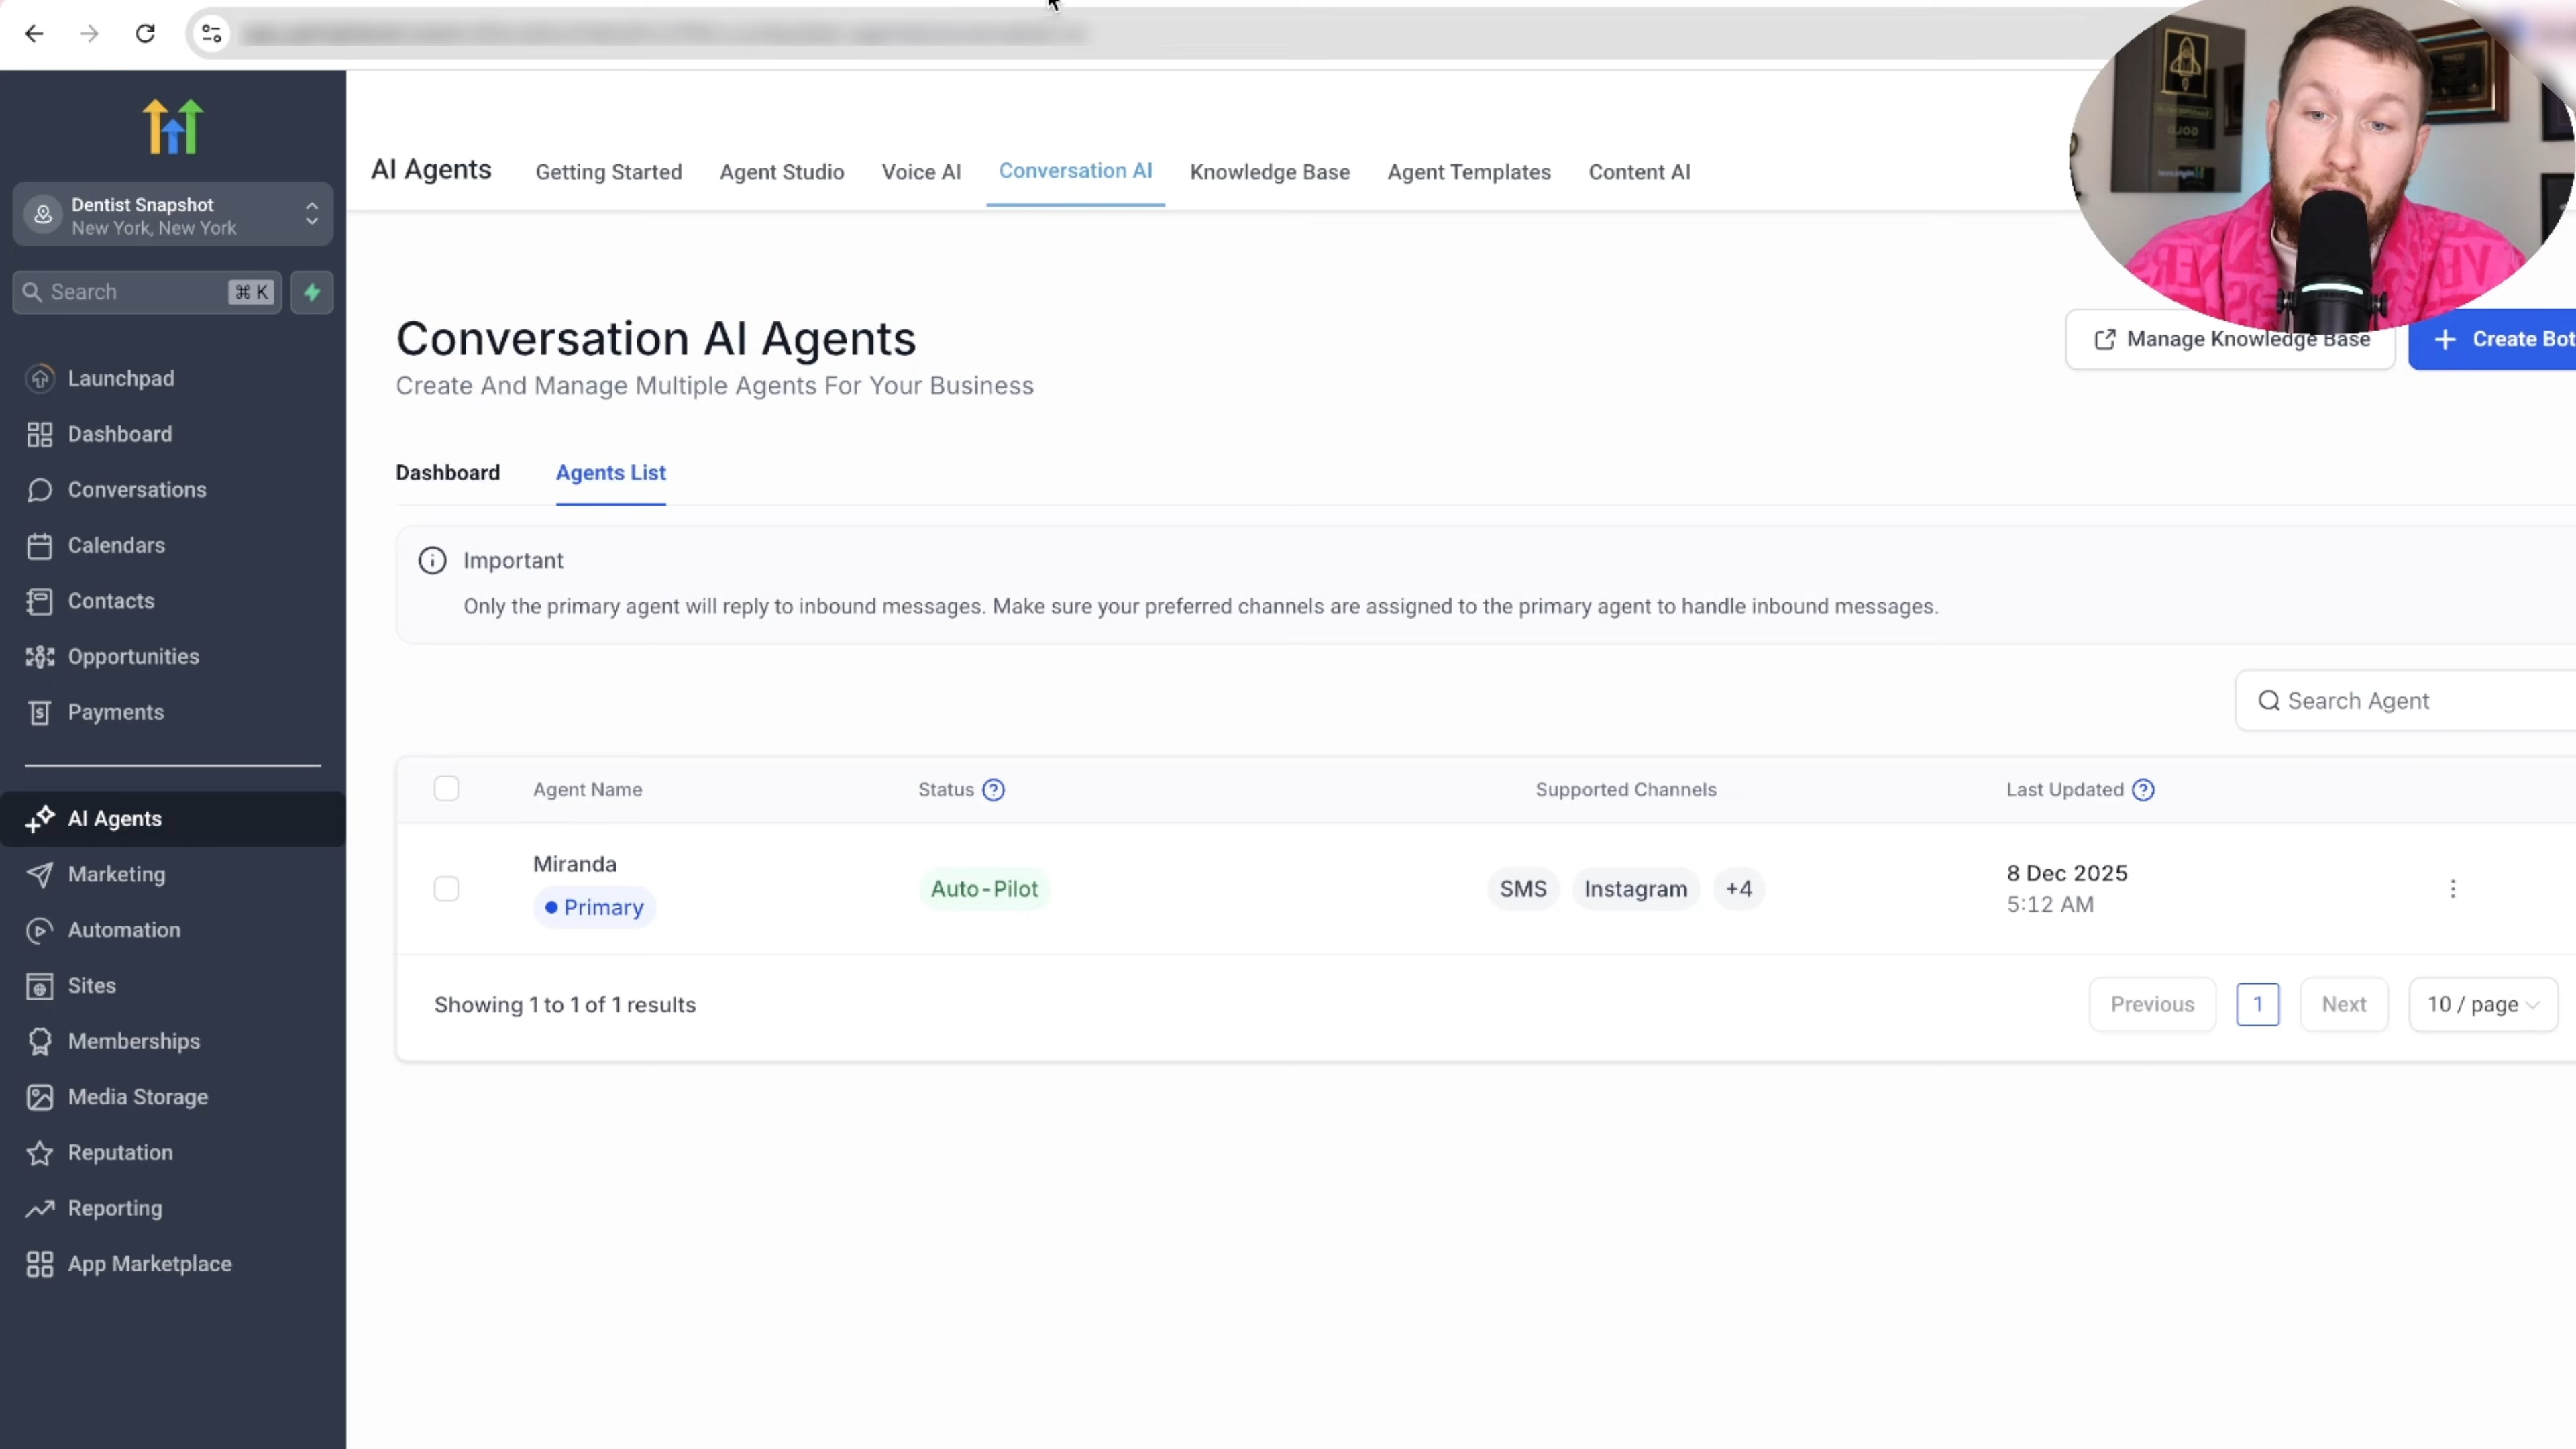 Dentist Snapshot
New York, New York
Search
⌘ K
Launchpad
Dashboard
Conversations
Calendars
Contacts
Opportunities
Payments
AI Agents
Marketing
Automation
Sites
Memberships
Media Storage
Reputation
Reporting
App Marketplace
AI Agents
Getting Started
Agent Studio
Voice AI
Conversation AI
Knowledge Base
Agent Templates
Content AI
GOLD
Conversation AI Agents
Create And Manage Multiple Agents For Your Business
Manage Knowledge Base
+ Create Bot
Dashboard
Agents List
Important
Only the primary agent will reply to inbound messages. Make sure your preferred channels are assigned to the primary agent to handle inbound messages.
Search Agent
Agent Name
Status
Supported Channels
Last Updated
Miranda
Primary
Auto-Pilot
SMS
Instagram
+4
8 Dec 2025
5:12 AM
Showing 1 to 1 of 1 results
Previous
1
Next
10 / page